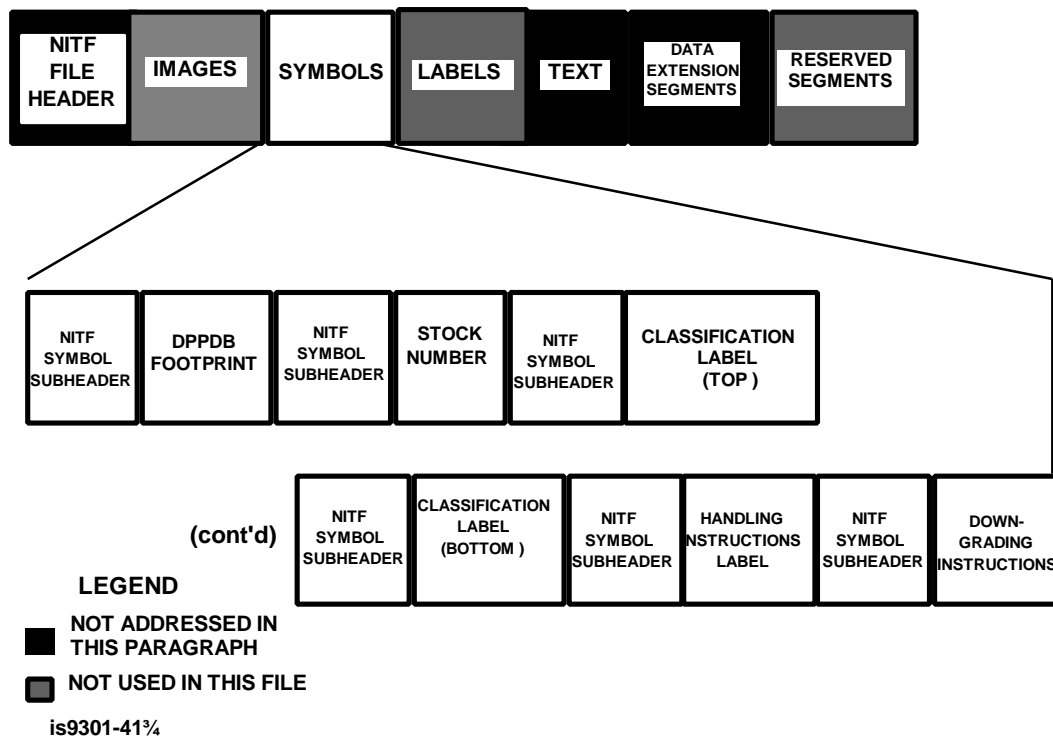 NITF
FILE
HEADER
IMAGES
SYMBOLS
LABELS
TEXT
DATA
EXTENSION
SEGMENTS
RESERVED
SEGMENTS
NITF
SYMBOL
SUBHEADER
DPPDB
FOOTPRINT
NITF
SYMBOL
SUBHEADER
STOCK
NUMBER
NITF
SYMBOL
SUBHEADER
CLASSIFICATION
LABEL
(TOP )
(cont'd)
NITF
SYMBOL
SUBHEADER
CLASSIFICATION
LABEL
(BOTTOM )
NITF
SYMBOL
SUBHEADER
HANDLING
INSTRUCTIONS
LABEL
NITF
SYMBOL
SUBHEADER
DOWN-
GRADING
INSTRUCTIONS
LEGEND
NOT ADDRESSED IN
THIS PARAGRAPH
NOT USED IN THIS FILE
is9301-41¾